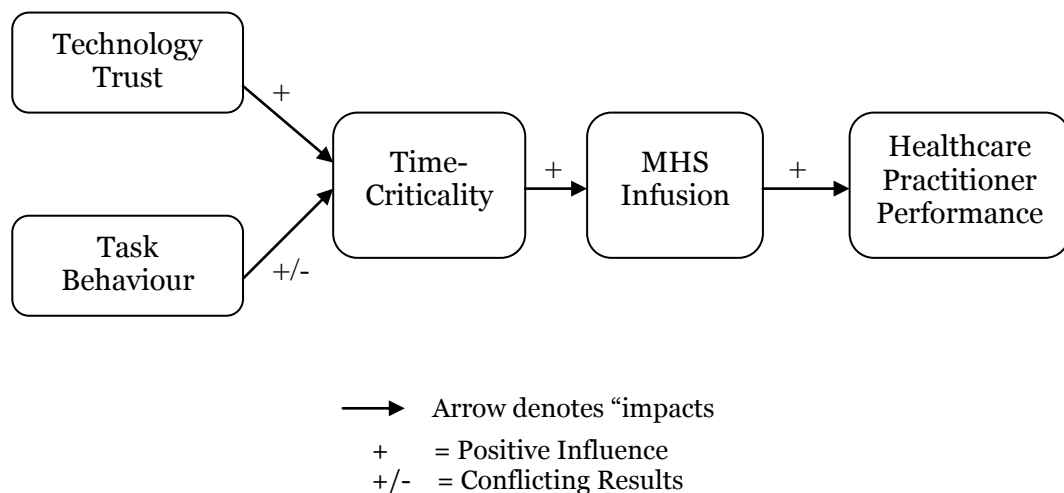 Technology
Trust
+
Time-
Criticality
+
MHS
Infusion
+
Healthcare
Practitioner
Performance
Task
Behaviour
+/-
Arrow denotes “impacts
+ = Positive Influence
+/- = Conflicting Results